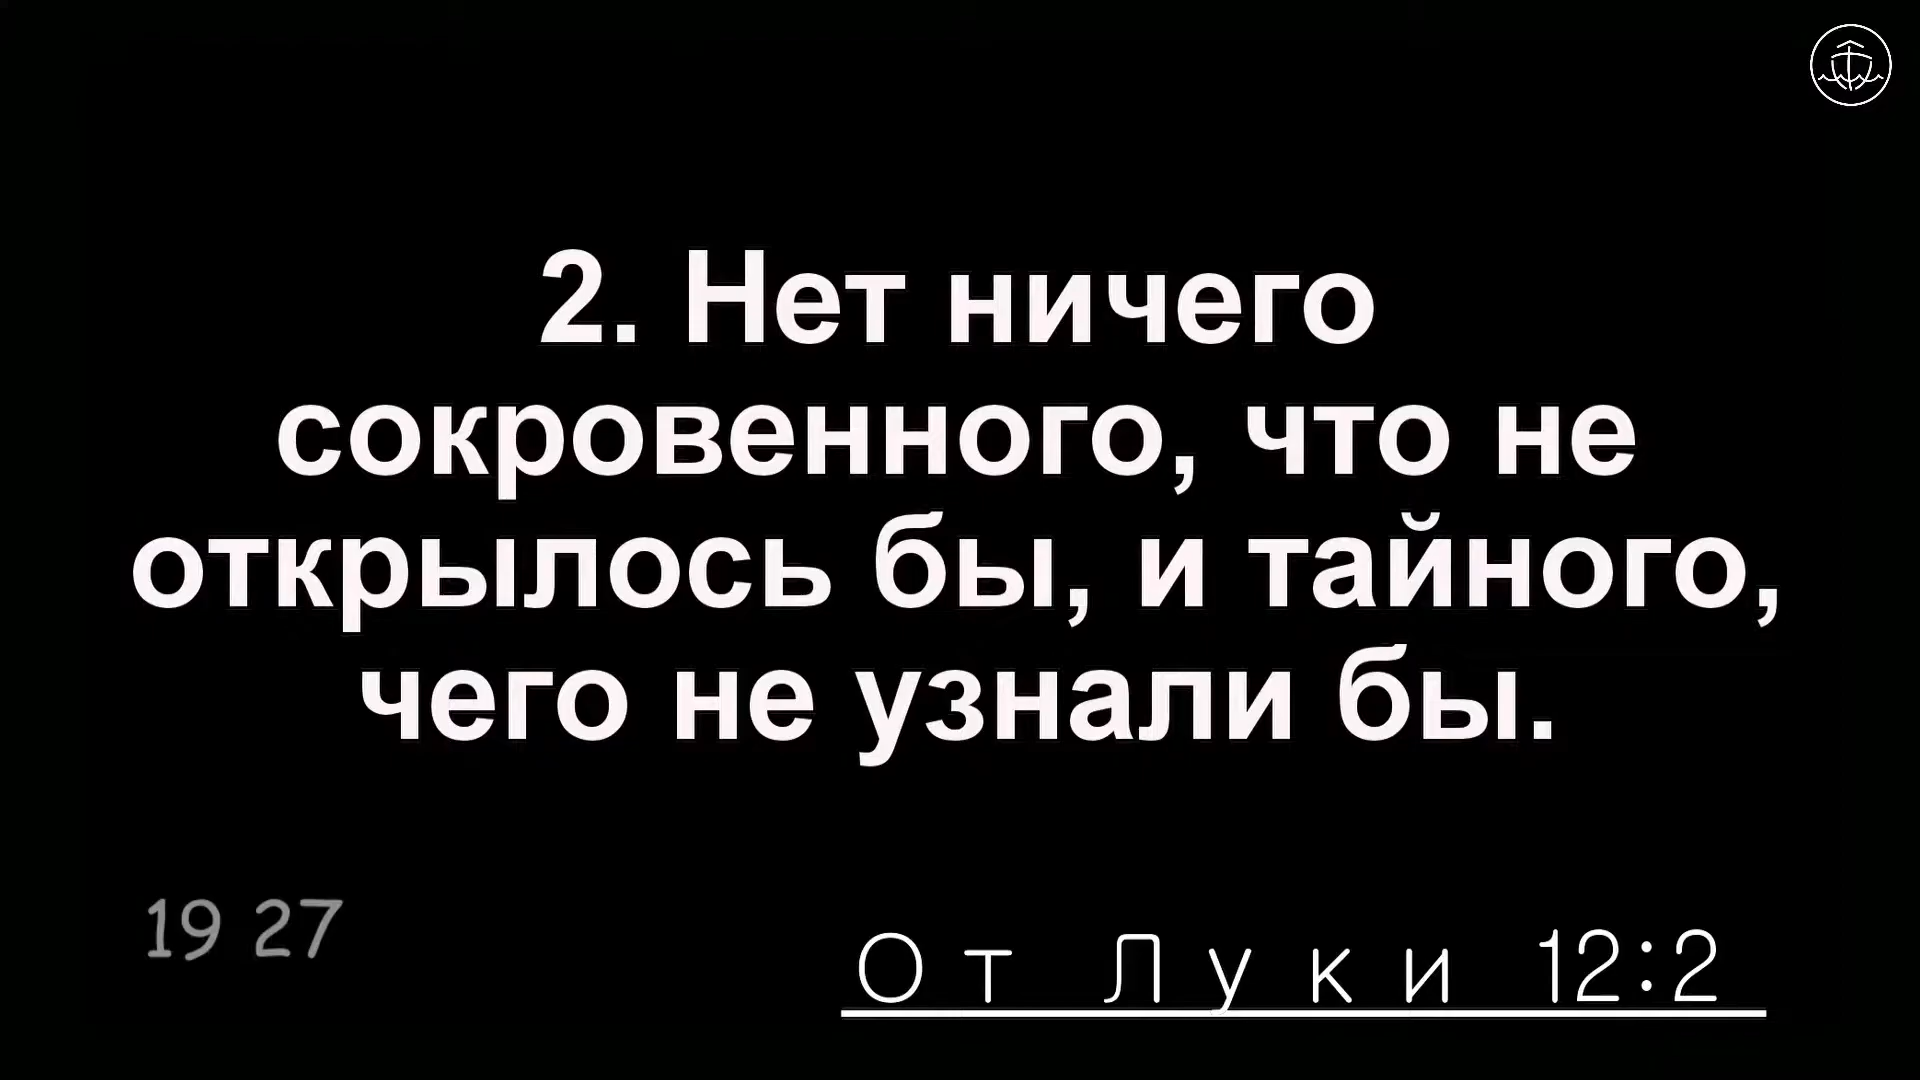 2. Нет ничего
сокровенного, что не
открылось бы, и тайного,
чего не узнали бы.
19 27
От Луки 12:2